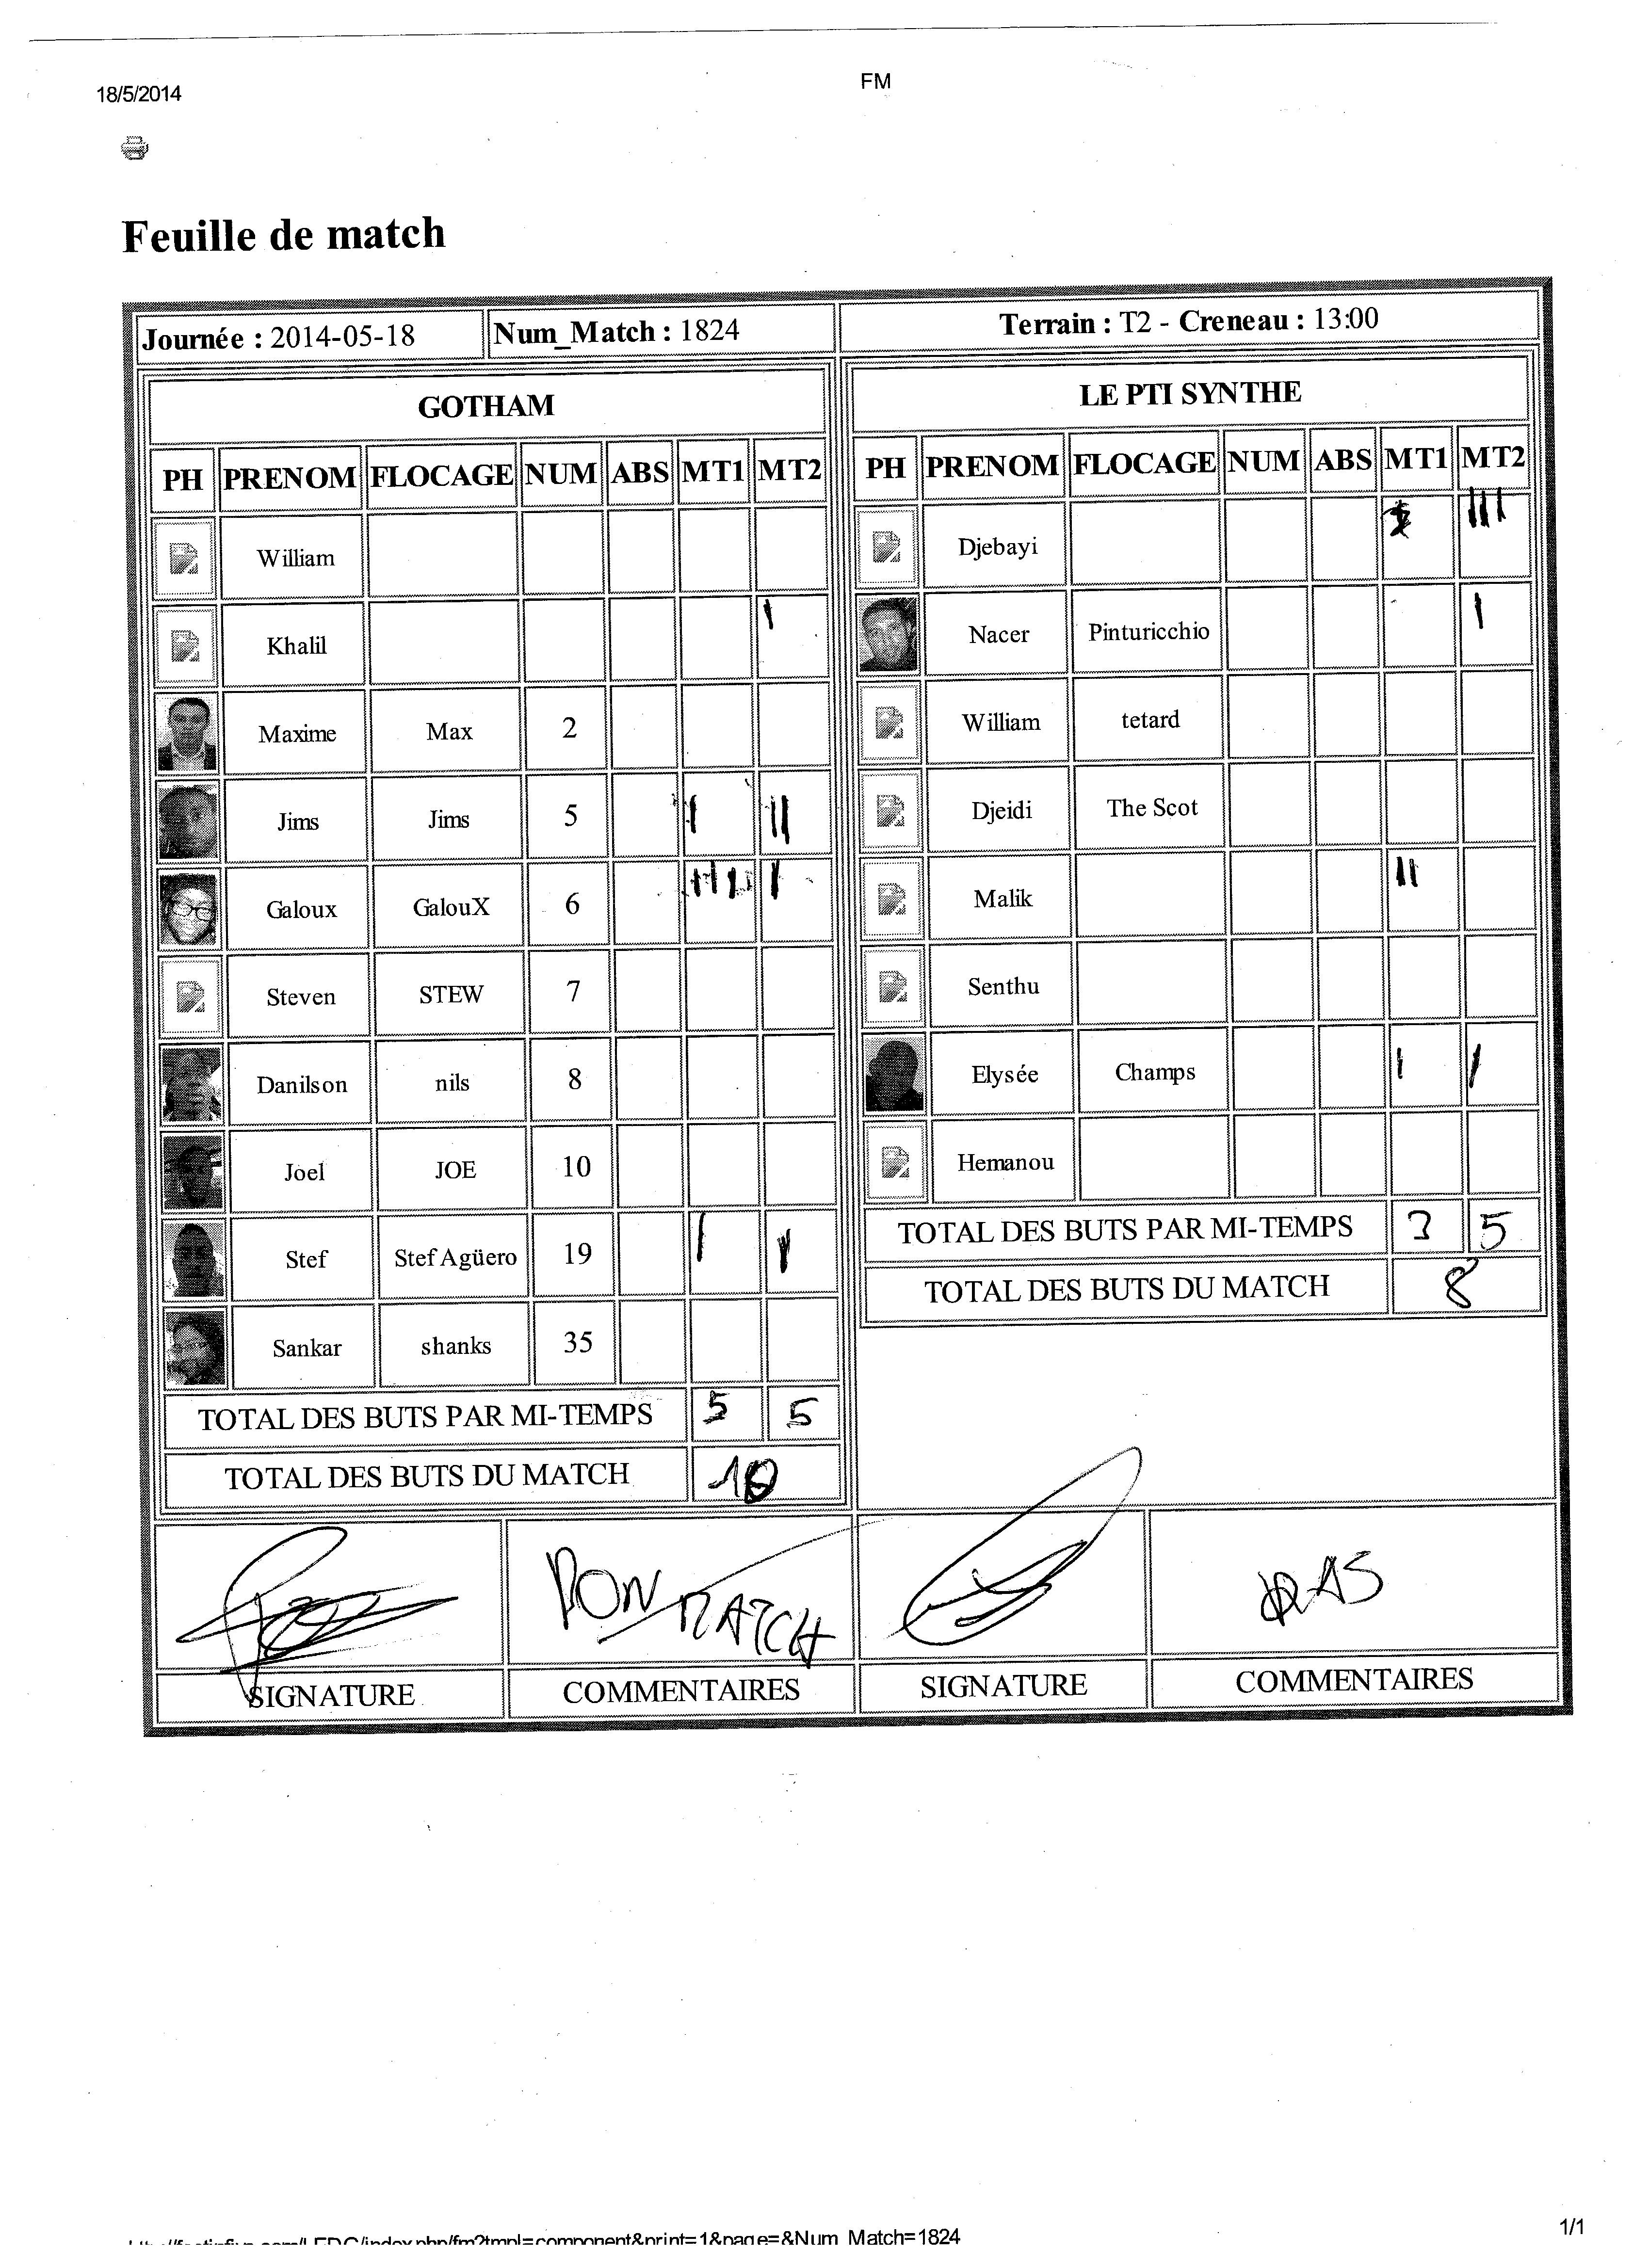 18/5/2014
FM
Feuille de match
Journée : 2014-05-18 Num_Match : 1824 Terrain : T2 - Creneau : 13:00
GOTHAM
PH PRENOM FLOCAGE NUM ABS MT1 MT2
William
Khalil I
Maxime Max 2
Jims Jims 5 I II
Galoux GalouX 6 I
Steven STEW 7
Danilson nils 8
Joel JOE 10
Stef Stef Agüero 19 I I
Sankar shanks 35
TOTAL DES BUTS PAR MI-TEMPS 5 5
TOTAL DES BUTS DU MATCH 10
LE PTI SYNTHE
PH PRENOM FLOCAGE NUM ABS MT1 MT2
Djebayi III
Nacer Pinturicchio I
William tetard
Djeidi The Scot
Malik II
Senthu
Elysée Champs I I
Hemanou
TOTAL DES BUTS PAR MI-TEMPS 3 5
TOTAL DES BUTS DU MATCH 8
BON MATCH
RAS
SIGNATURE COMMENTAIRES SIGNATURE COMMENTAIRES
/index.php/fm?tmpl=component&print=1&page=&Num_Match=1824
1/1